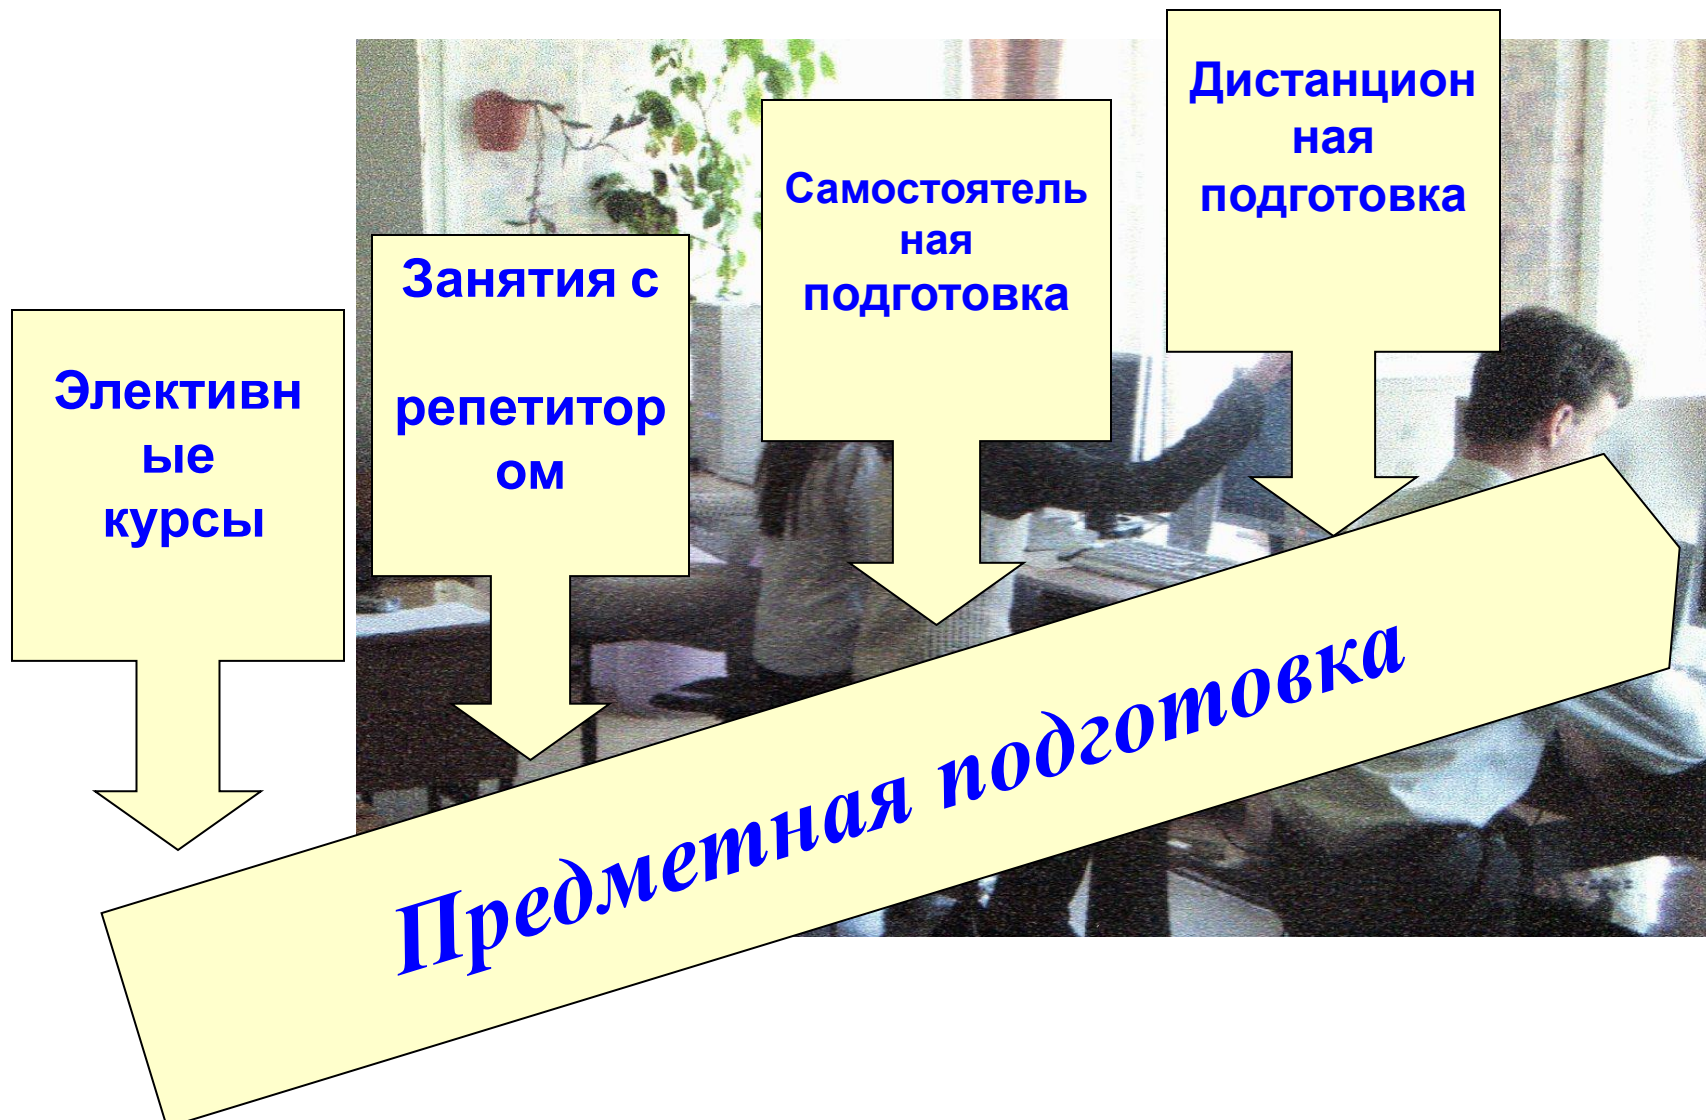 Элективн
ые
курсы
Занятия с
репетитор
ом
Самостоятель
ная
подготовка
Дистанцион
ная
подготовка
Предметная подготовка